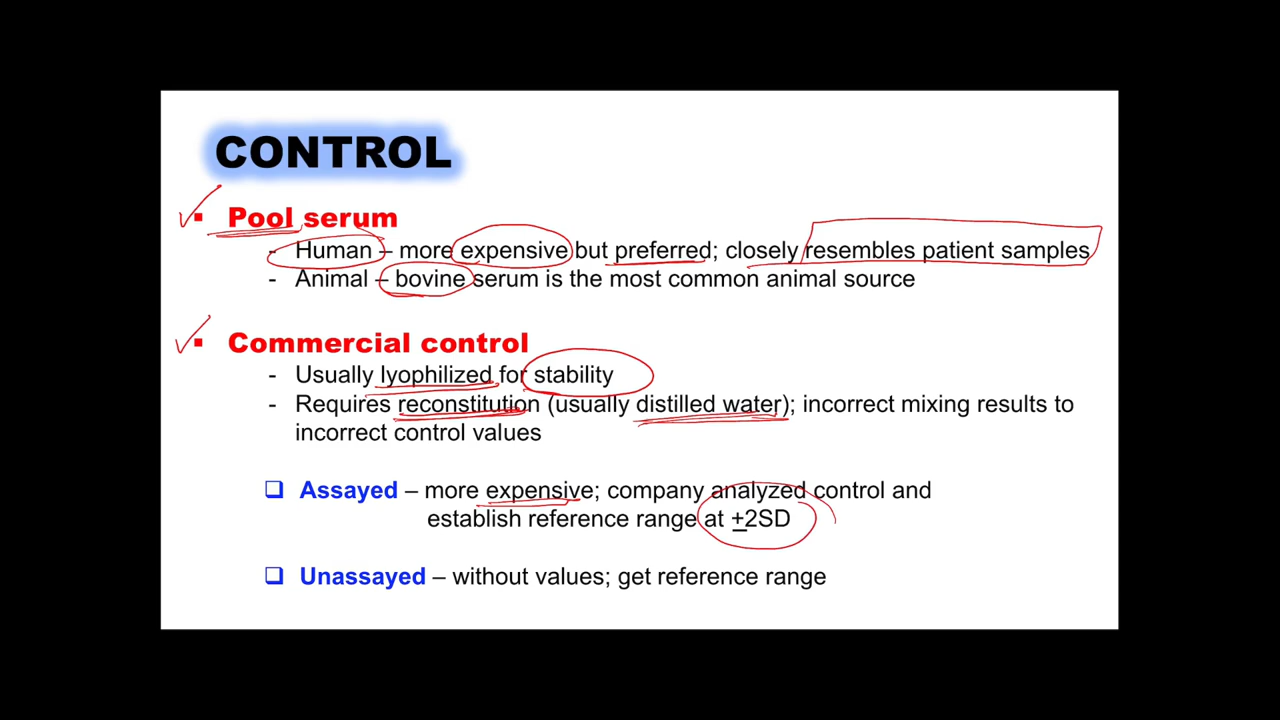 CONTROL
▪ Pool serum
- Human – more expensive but preferred; closely resembles patient samples
- Animal – bovine serum is the most common animal source
▪ Commercial control
- Usually lyophilized for stability
- Requires reconstitution (usually distilled water); incorrect mixing results to
incorrect control values
❑ Assayed – more expensive; company analyzed control and
establish reference range at ±2SD
❑ Unassayed – without values; get reference range